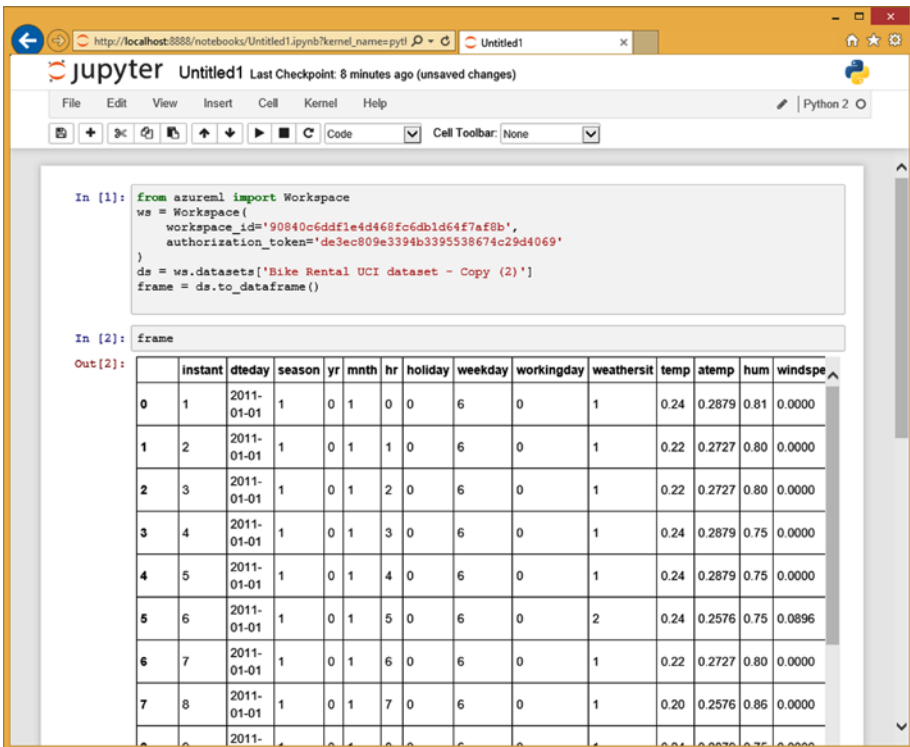 http://localhost:8888/notebooks/Untitled1.ipynb?kernel_name=pytl
Untitled1
jupyter Untitled1 Last Checkpoint: 8 minutes ago (unsaved changes)
File Edit View Insert Cell Kernel Help Python 2
Code Cell Toolbar: None
In [1]: from azureml import Workspace
ws = Workspace(
workspace_id='90840c6ddf1e4d468fc6db1d64f7af8b',
authorization_token='de3ec809e3394b3395538674c29d4069'
)
ds = ws.datasets['Bike Rental UCI dataset - Copy (2)']
frame = ds.to_dataframe()
In [2]: frame
Out[2]:
instant dteday season yr mnth hr holiday weekday workingday weathersit temp atemp hum windspe
0 1 2011-01-01 1 0 1 0 0 6 0 1 0.24 0.2879 0.81 0.0000
1 2 2011-01-01 1 0 1 1 0 6 0 1 0.22 0.2727 0.80 0.0000
2 3 2011-01-01 1 0 1 2 0 6 0 1 0.22 0.2727 0.80 0.0000
3 4 2011-01-01 1 0 1 3 0 6 0 1 0.24 0.2879 0.75 0.0000
4 5 2011-01-01 1 0 1 4 0 6 0 1 0.24 0.2879 0.75 0.0000
5 6 2011-01-01 1 0 1 5 0 6 0 2 0.24 0.2576 0.75 0.0896
6 7 2011-01-01 1 0 1 6 0 6 0 1 0.22 0.2727 0.80 0.0000
7 8 2011-01-01 1 0 1 7 0 6 0 1 0.20 0.2576 0.86 0.0000
2011-